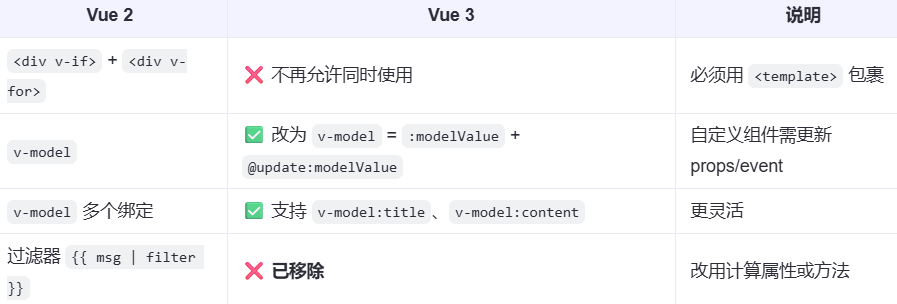 Vue 2 Vue 3 说明
<div v-if> + <div v-
for>
❌ 不再允许同时使用
必须用 <template> 包裹
v-model
✅ 改为 v-model = :modelValue +
@update:modelValue
自定义组件需更新
props/event
v-model 多个绑定
✅ 支持 v-model:title、v-model:content
更灵活
过滤器 {{ msg | filter
}}
❌ 已移除
改用计算属性或方法